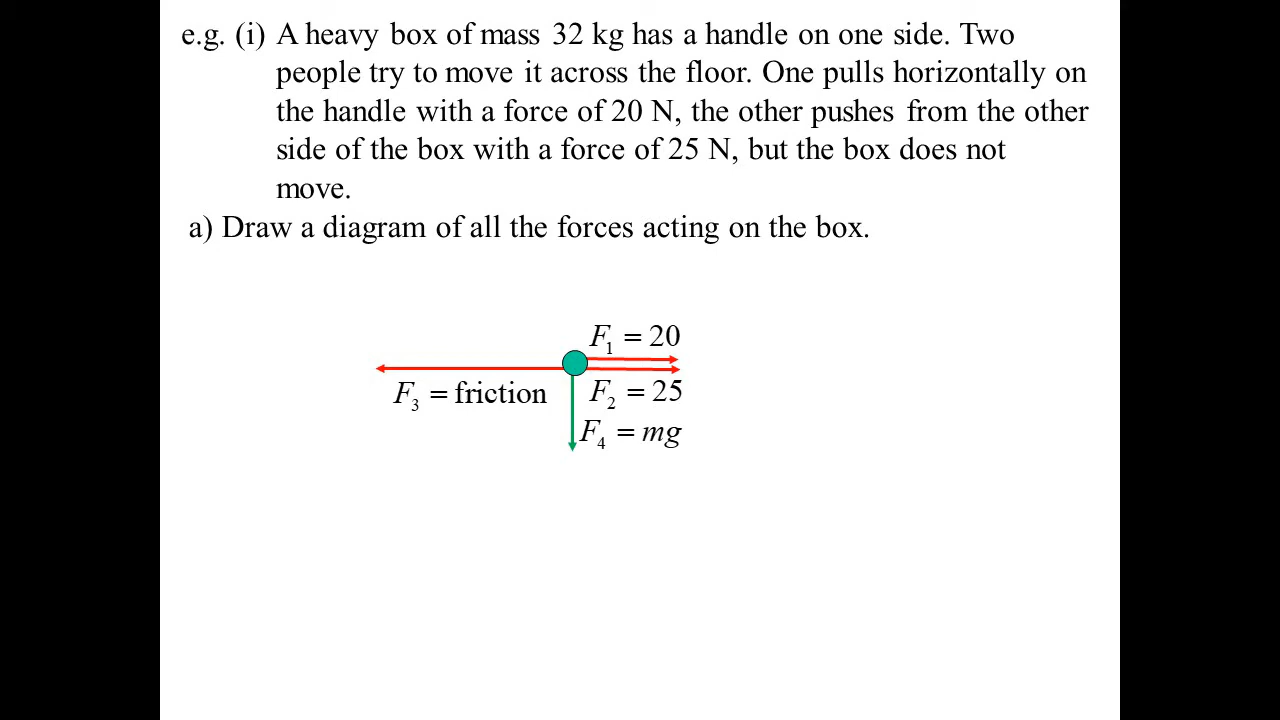 e.g. (i) A heavy box of mass 32 kg has a handle on one side. Two
people try to move it across the floor. One pulls horizontally on
the handle with a force of 20 N, the other pushes from the other
side of the box with a force of 25 N, but the box does not
move.
a) Draw a diagram of all the forces acting on the box.
F₁ = 20
F₃ = friction
F₂ = 25
F₄ = mg